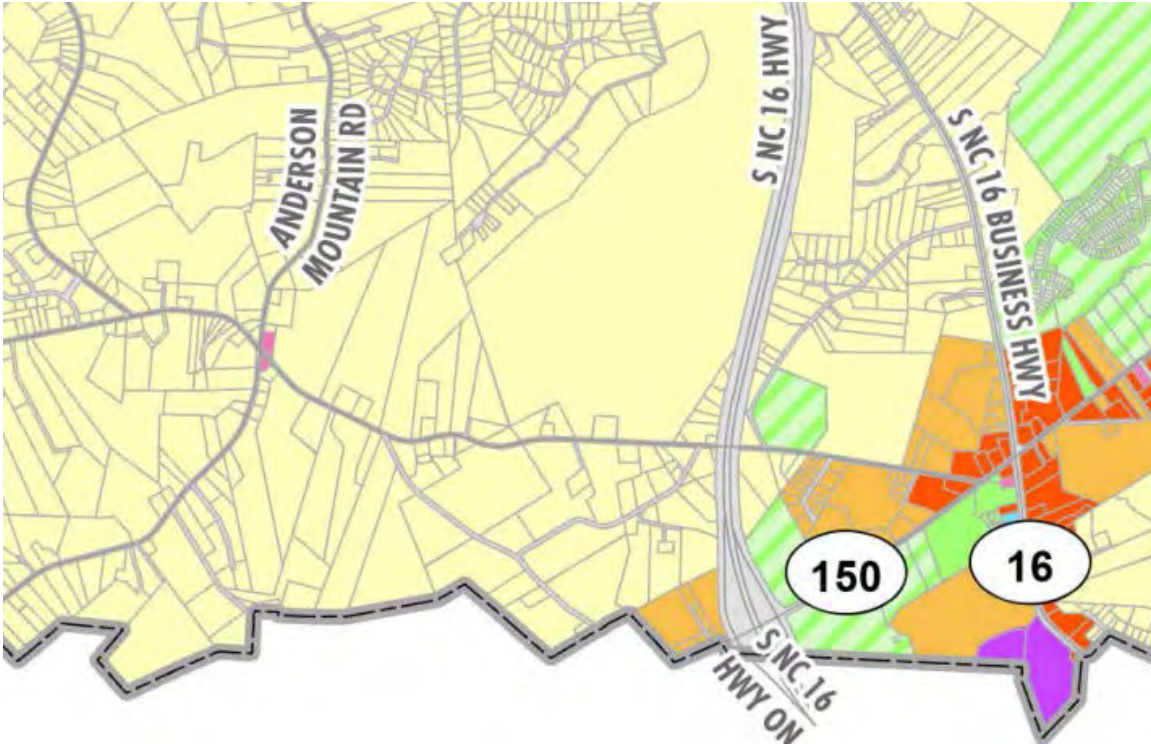 S NC 16 HWY
ANDERSON
MOUNTAIN RD
S NC 16 BUSINESS HWY
150
16
S NC 16
HWY ON